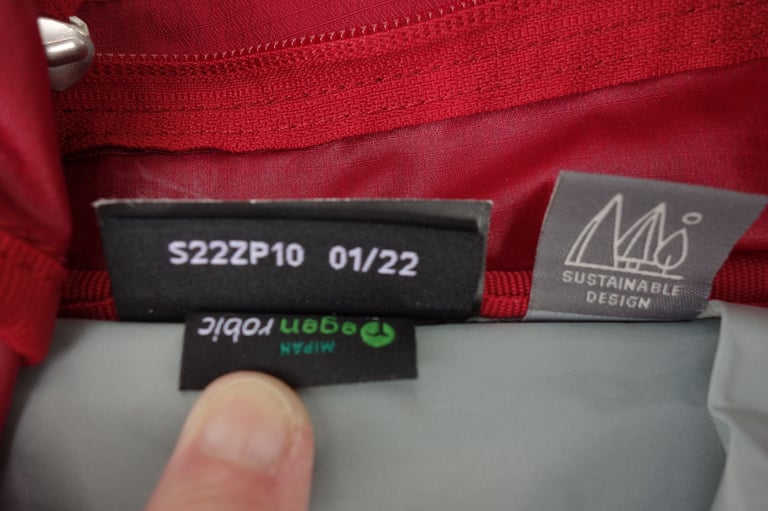 S22ZP10 01/22
SUSTAINABLE
DESIGN
MIPAN
regen robic